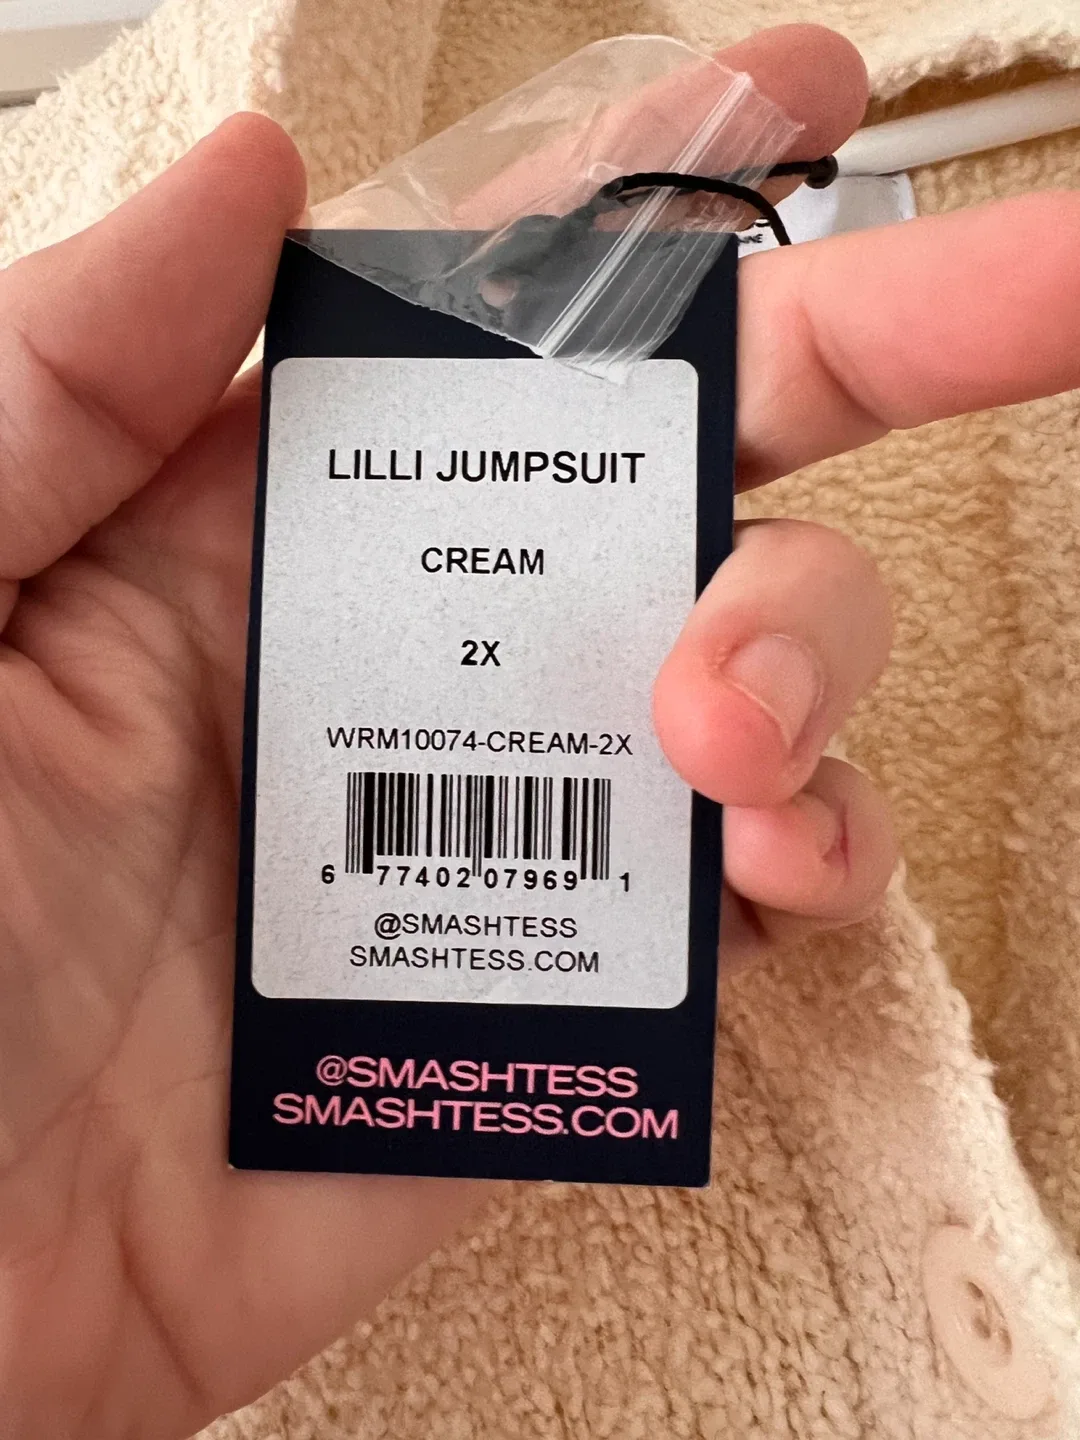 LILLI JUMPSUIT
CREAM
2X
WRM10074-CREAM-2X
6 77402 07969 1
@SMASHTESS
SMASHTESS.COM
@SMASHTESS
SMASHTESS.COM